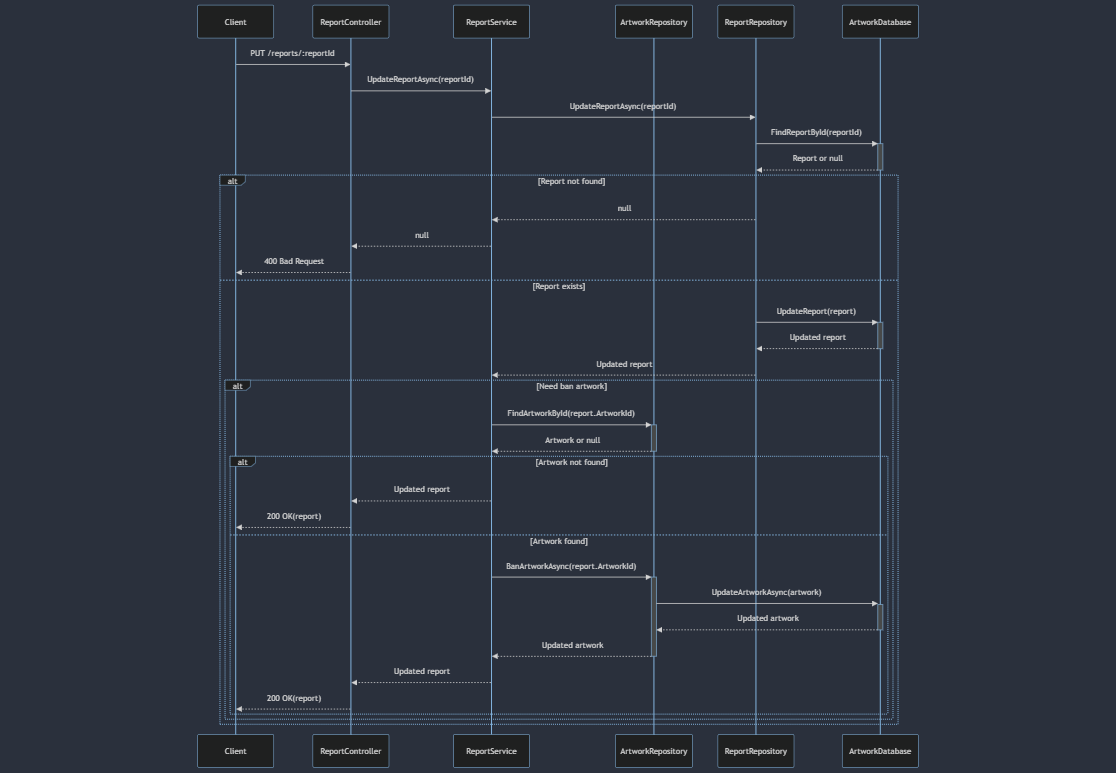 Client ReportController ReportService ArtworkRepository ReportRepository ArtworkDatabase
PUT /reports/:reportId
UpdateReportAsync(reportId)
UpdateReportAsync(reportId)
FindReportById(reportId)
Report or null
alt [Report not found]
null
null
400 Bad Request
[Report exists]
UpdateReport(report)
Updated report
Updated report
alt [Need ban artwork]
FindArtworkById(report.ArtworkId)
Artwork or null
alt [Artwork not found]
Updated report
200 OK(report)
[Artwork found]
BanArtworkAsync(report.ArtworkId)
UpdateArtworkAsync(artwork)
Updated artwork
Updated artwork
Updated report
200 OK(report)
Client ReportController ReportService ArtworkRepository ReportRepository ArtworkDatabase